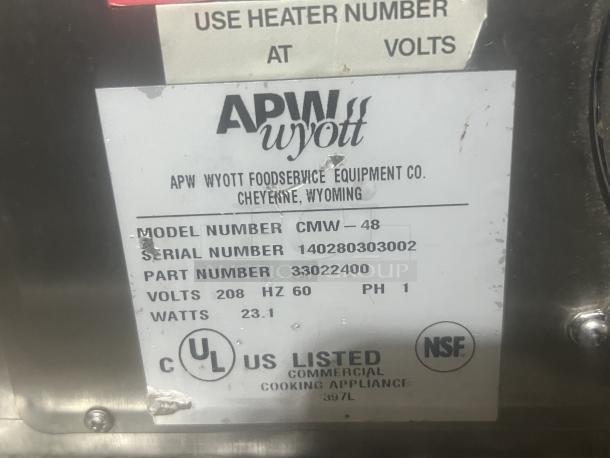 USE HEATER NUMBER
AT VOLTS
APW
wyott
APW WYOTT FOODSERVICE EQUIPMENT CO.
CHEYENNE, WYOMING
MODEL NUMBER CMW-48
SERIAL NUMBER 140280303002
PART NUMBER 33022400
VOLTS 208 HZ 60 PH 1
WATTS 23.1
C UL US LISTED NSF
COMMERCIAL
COOKING APPLIANCE
397L